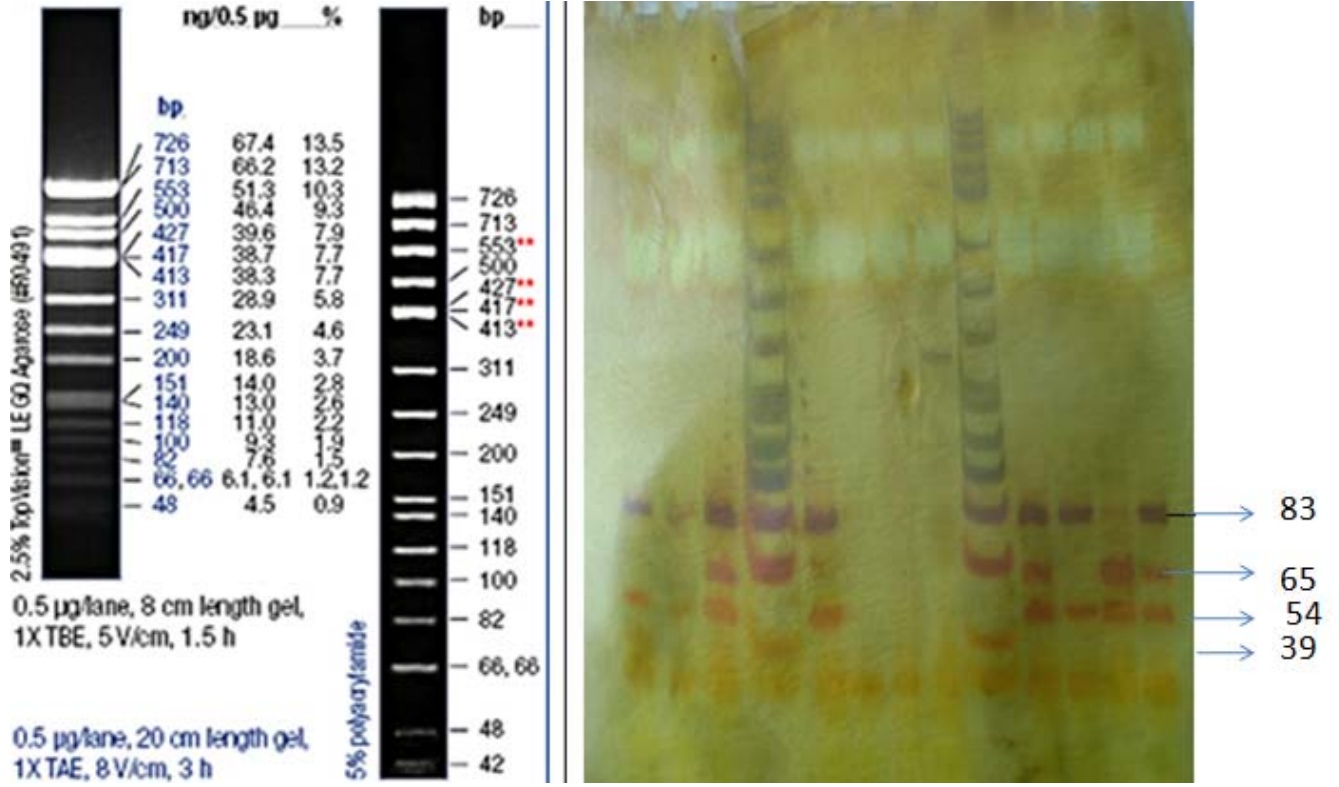 ng/0.5 µg %
bp
726 67.4 13.5
713 66.2 13.2
553 51.3 10.3
500 46.4 9.3
427 39.6 7.9
417 38.7 7.7
413 38.3 7.7
311 28.9 5.8
249 23.1 4.6
200 18.6 3.7
151 14.0 2.8
140 13.0 2.6
118 11.0 2.2
100 9.3 1.9
82 7.6 1.5
66, 66 6.1, 6.1 1.2,1.2
48 4.5 0.9
2.5% TopVision™ LE GQ Agarose (#R0491)
0.5 µg/lane, 8 cm length gel,
1X TBE, 5 V/cm, 1.5 h
0.5 µg/lane, 20 cm length gel,
1X TAE, 8 V/cm, 3 h
bp
726
713
553**
500
427**
417**
413**
311
249
200
151
140
118
100
82
66, 66
48
42
5% polyacrylamide
83
65
54
39